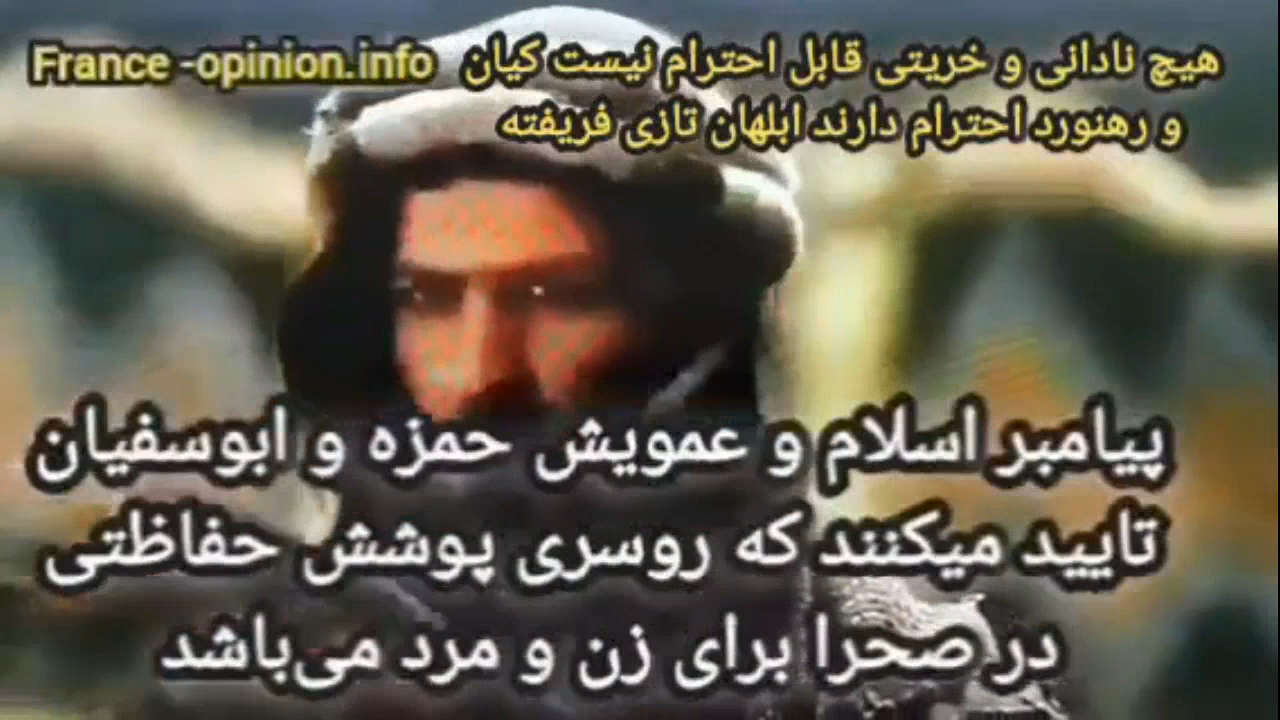 France -opinion.info
هیچ نادانی و خریتی قابل احترام نیست کیان
و رهنورد احترام دارند ابلهان تازی فریفته
پیامبر اسلام و عمویش حمزه و ابوسفیان
تایید میکنند که روسری پوشش حفاظتی
در صحرا برای زن و مرد می‌باشد